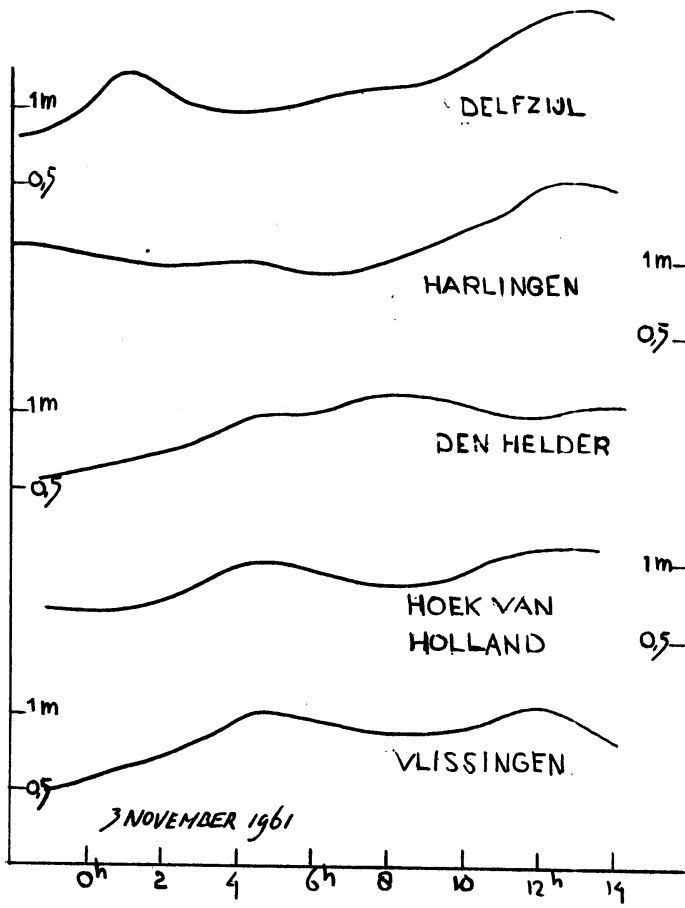 1m
DELFZIJL
0,5
1m
HARLINGEN
0,5
1m
DEN HELDER
0,5
1m
HOEK VAN
HOLLAND
0,5
1m
VLISSINGEN
0,5
3 NOVEMBER 1961
0h 2 4 6h 8 10 12h 14